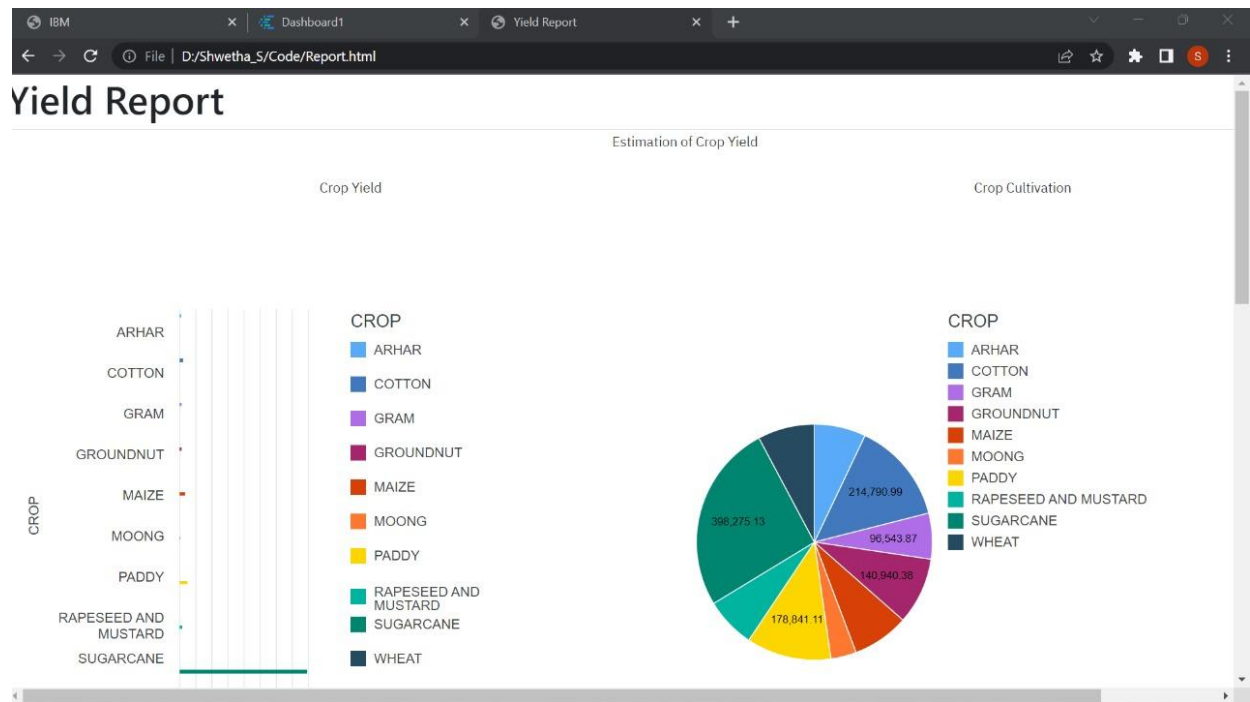 IBM
Dashboard1
Yield Report
File
D:/Shwetha_S/Code/Report.html
S
Yield Report
Estimation of Crop Yield
Crop Yield
Crop Cultivation
CROP
ARHAR
COTTON
GRAM
GROUNDNUT
MAIZE
MOONG
PADDY
RAPESEED AND
MUSTARD
SUGARCANE
CROP
ARHAR
COTTON
GRAM
GROUNDNUT
MAIZE
MOONG
PADDY
RAPESEED AND
MUSTARD
SUGARCANE
WHEAT
214,790.99
96,543.87
140,940.38
178,841.11
398,275.13
CROP
ARHAR
COTTON
GRAM
GROUNDNUT
MAIZE
MOONG
PADDY
RAPESEED AND MUSTARD
SUGARCANE
WHEAT